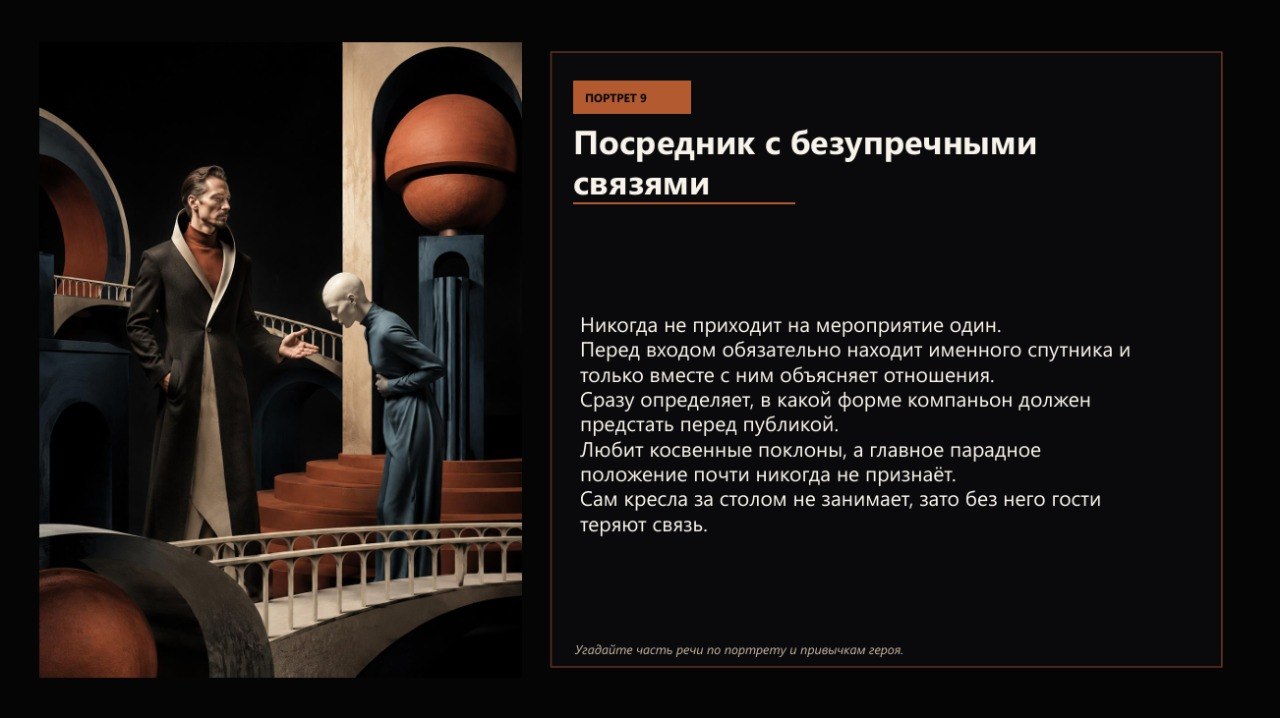 ПОРТРЕТ 9
Посредник с безупречными
связями
Никогда не приходит на мероприятие один.
Перед входом обязательно находит именного спутника и
только вместе с ним объясняет отношения.
Сразу определяет, в какой форме компаньон должен
предстать перед публикой.
Любит косвенные поклоны, а главное парадное
положение почти никогда не признаёт.
Сам кресла за столом не занимает, зато без него гости
теряют связь.
Угадайте часть речи по портрету и привычкам героя.